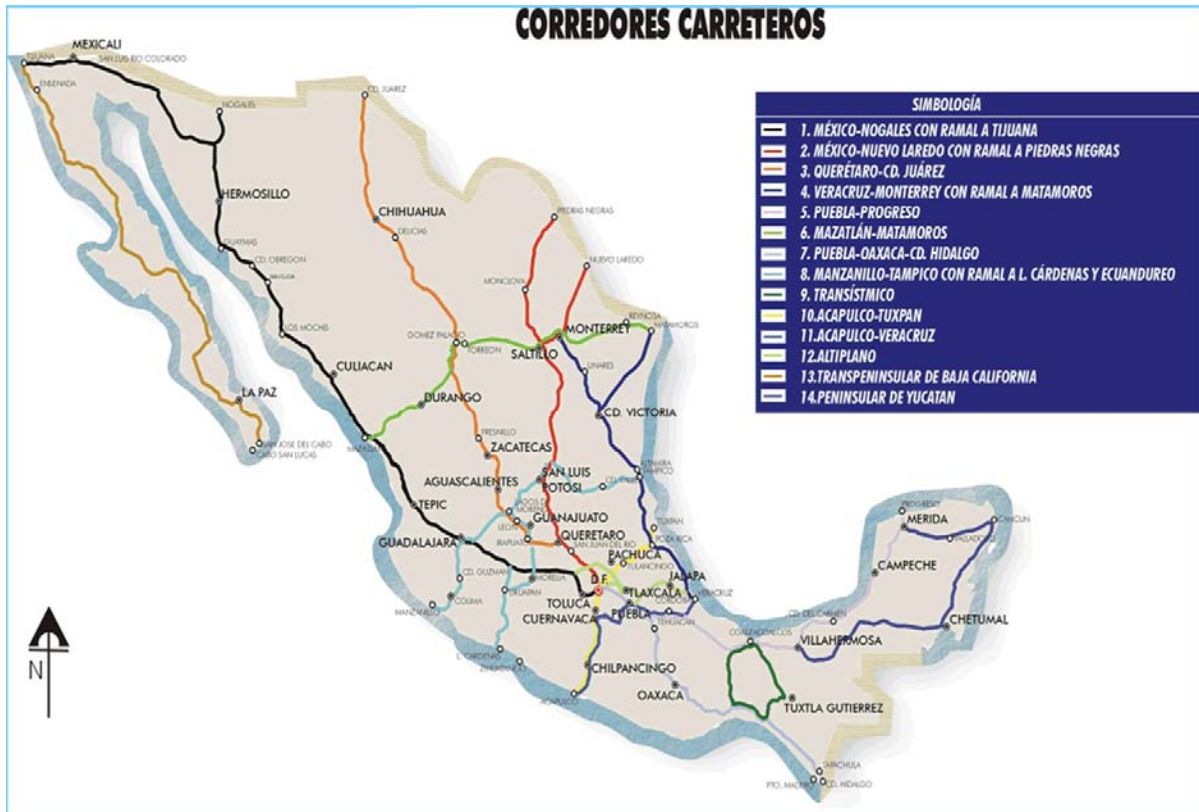 CORREDORES CARRETEROS
MEXICALI
TIJUANA
SAN LUIS RIO COLORADO
ENSENADA
NOGALES
CD. JUAREZ
HERMOSILLO
CHIHUAHUA
DELICIAS
PIEDRAS NEGRAS
GUAYMAS
CD. OBREGON
NUEVO LAREDO
MONCLOVA
LOS MOCHIS
GOMEZ PALACIO
TORREON
MONTERREY
REYNOSA
MATAMOROS
SALTILLO
CULIACAN
LINARES
LA PAZ
DURANGO
CD. VICTORIA
SAN JOSE DEL CABO
CABO SAN LUCAS
FRESNILLO
ZACATECAS
SAN LUIS
POTOSI
TAMPICO
AGUASCALIENTES
TEPIC
GUANAJUATO
LEON
IRAPUATO
QUERETARO
SAN JUAN DEL RIO
TUXPAN
POZA RICA
GUADALAJARA
PACHUCA
TULANCINGO
CD. GUZMAN
MORELIA
D.F.
JALAPA
COLIMA
MANZANILLO
URUAPAN
TOLUCA
TLAXCALA
CORDOBA
VERACRUZ
CUERNAVACA
PUEBLA
TEHUACAN
L. CARDENAS
CHILPANCINGO
ACAPULCO
OAXACA
COATZACOALCOS
CD. DEL CARMEN
VILLAHERMOSA
TUXTLA GUTIERREZ
TAPACHULA
PTO. MADERO
CD. HIDALGO
PROGRESO
MERIDA
CANCUN
VALLADOLID
CAMPECHE
CHETUMAL
N
SIMBOLOGÍA
1. MÉXICO-NOGALES CON RAMAL A TIJUANA
2. MÉXICO-NUEVO LAREDO CON RAMAL A PIEDRAS NEGRAS
3. QUERÉTARO-CD. JUÁREZ
4. VERACRUZ-MONTERREY CON RAMAL A MATAMOROS
5. PUEBLA-PROGRESO
6. MAZATLÁN-MATAMOROS
7. PUEBLA-OAXACA-CD. HIDALGO
8. MANZANILLO-TAMPICO CON RAMAL A L. CÁRDENAS Y ECUANDUREO
9. TRANSÍSTMICO
10.ACAPULCO-TUXPAN
11.ACAPULCO-VERACRUZ
12.ALTIPLANO
13.TRANSPENINSULAR DE BAJA CALIFORNIA
14.PENINSULAR DE YUCATAN